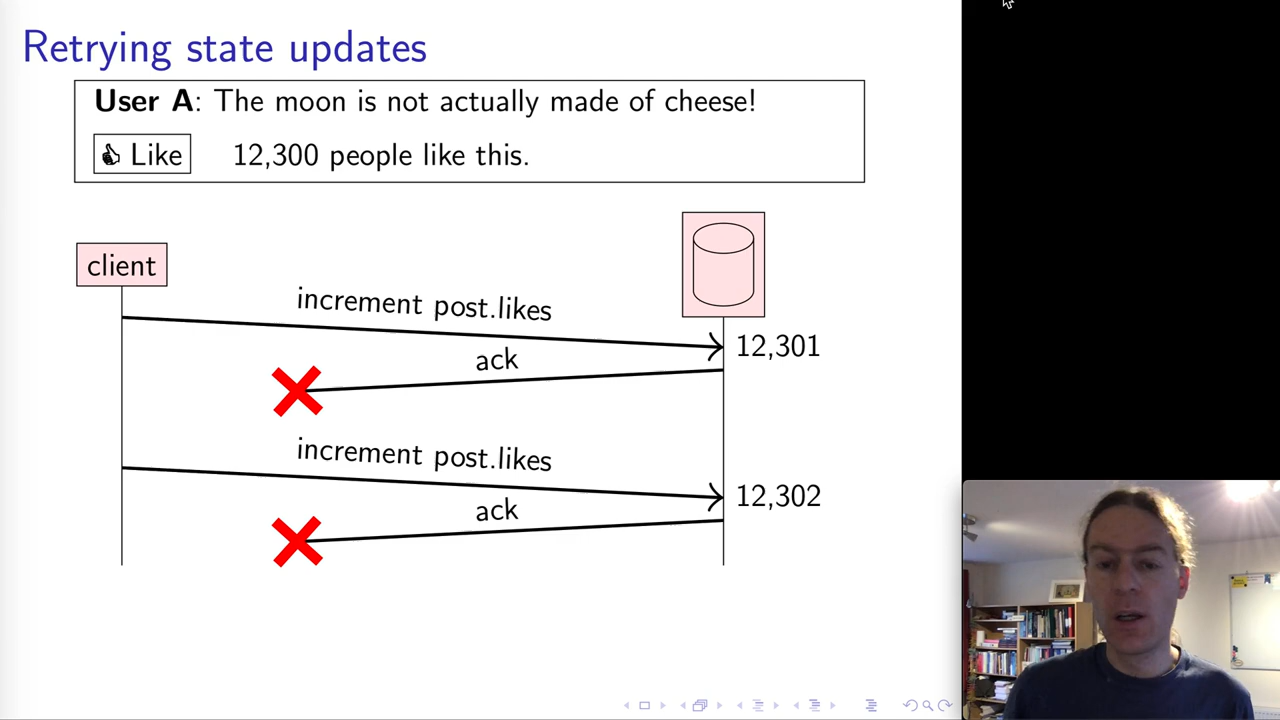 Retrying state updates
User A: The moon is not actually made of cheese!
Like 12,300 people like this.
client
increment post.likes
12,301
ack
increment post.likes
12,302
ack